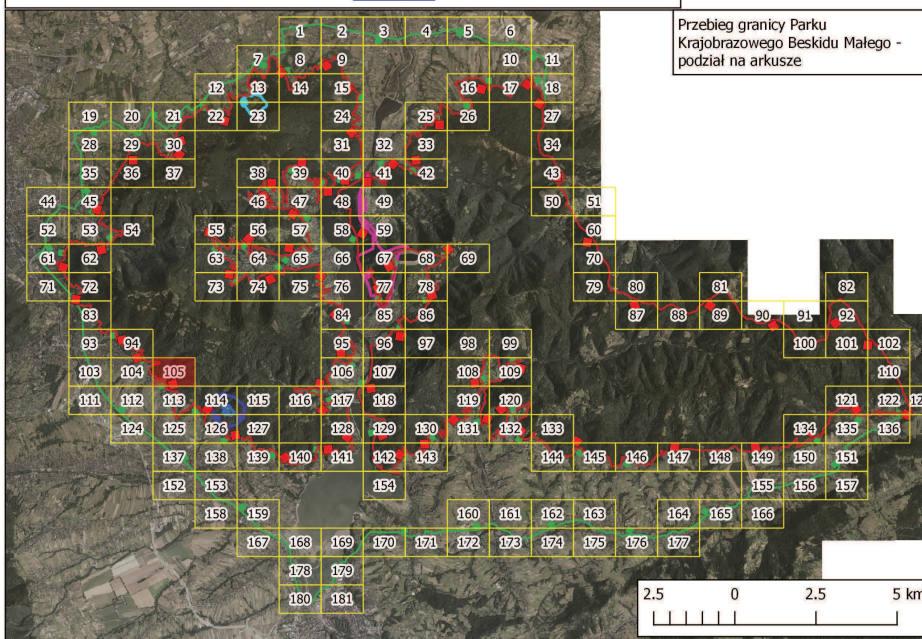 Przebieg granicy Parku
Krajobrazowego Beskidu Małego -
podział na arkusze
1 2 3 4 5 6
7 8 9 10 11
12 13 14 15 16 17 18
19 20 21 22 23 24 25 26 27
28 29 30 31 32 33 34
35 36 37 38 39 40 41 42 43
44 45 46 47 48 49 50 51
52 53 54 55 56 57 58 59 60
61 62 63 64 65 66 67 68 69 70
71 72 73 74 75 76 77 78 79 80 81 82
83 84 85 86 87 88 89 90 91 92
93 94 95 96 97 98 99 100 101 102
103 104 105 106 107 108 109 110
111 112 113 114 115 116 117 118 119 120 121 122 12
124 125 126 127 128 129 130 131 132 133 134 135 136
137 138 139 140 141 142 143 144 145 146 147 148 149 150 151
152 153 154 155 156 157
158 159 160 161 162 163 164 165 166
167 168 169 170 171 172 173 174 175 176 177
178 179
180 181
2.5 0 2.5 5 km